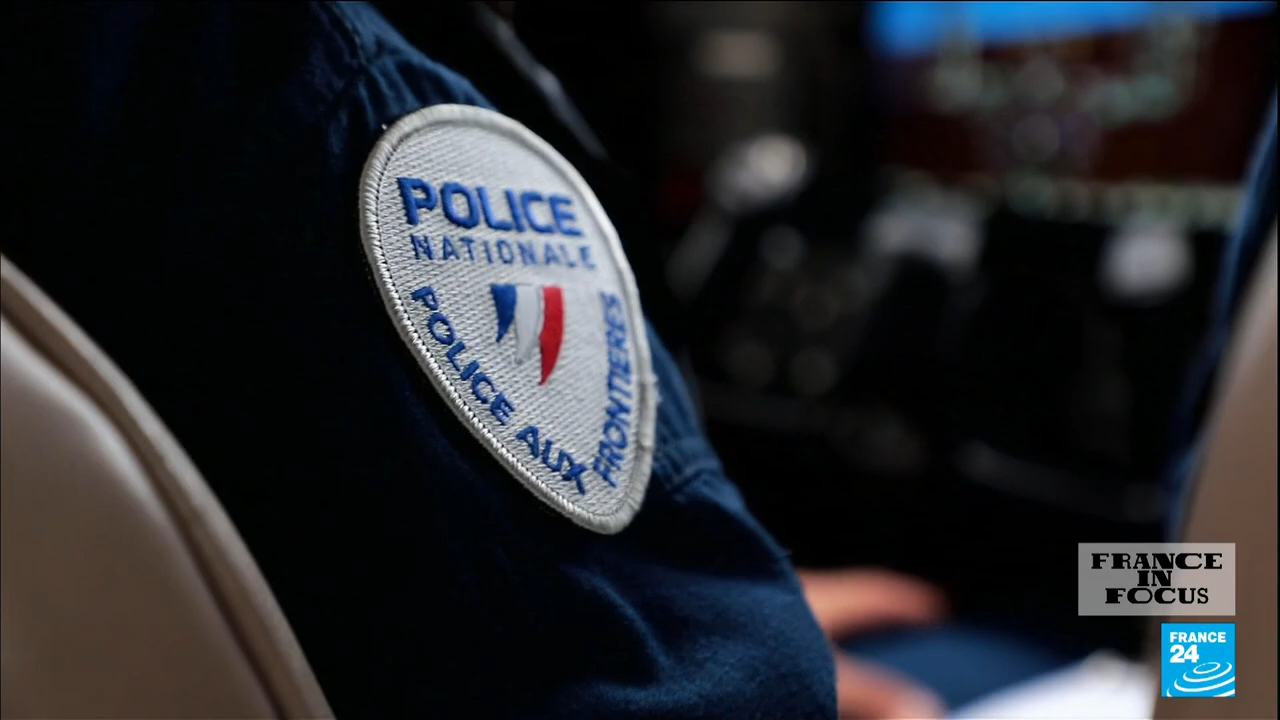 POLICE
NATIONALE
POLICE AUX FRONTIERES
FRANCE
IN
FOCUS
FRANCE
24